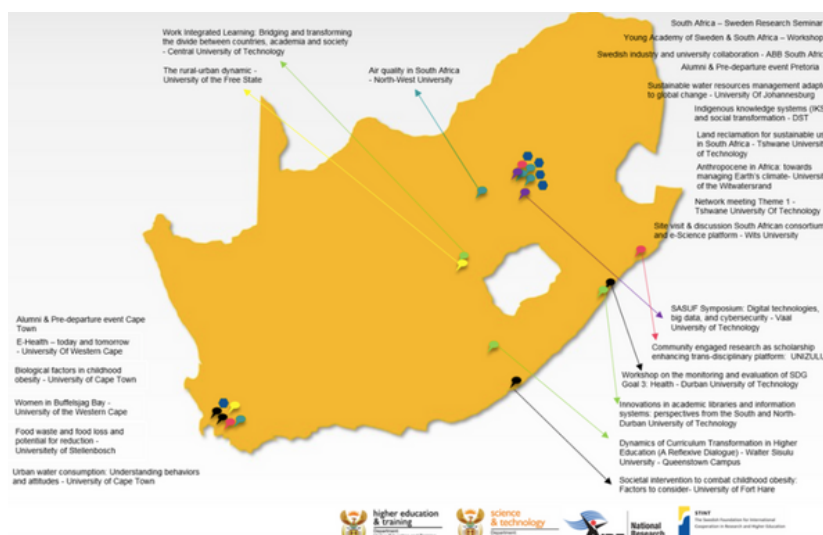 Work Integrated Learning: Bridging and transforming
the divide between countries, academia and society
- Central University of Technology
The rural-urban dynamic -
University of the Free State
Air quality in South Africa
- North-West University
South Africa – Sweden Research Seminar
Young Academy of Sweden & South Africa – Workshop
Swedish industry and university collaboration - ABB South Afric
Alumni & Pre-departure event Pretoria
Sustainable water resources management adapt
to global change - University Of Johannesburg
Indigenous knowledge systems (IKS
and social transformation - DST
Land reclamation for sustainable us
in South Africa - Tshwane Universit
of Technology
Anthropocene in Africa: towards
managing Earth's climate- Universi
of the Witwatersrand
Network meeting Theme 1 -
Tshwane University Of Technology
Site visit & discussion South African consortium
and e-Science platform - Wits University
SASUF Symposium: Digital technologies,
big data, and cybersecurity - Vaal
University of Technology
Community engaged research as scholarship
enhancing trans-disciplinary platform: UNIZULU
Workshop on the monitoring and evaluation of SDG
Goal 3: Health - Durban University of Technology
Innovations in academic libraries and information
systems: perspectives from the South and North-
Durban University of Technology
Dynamics of Curriculum Transformation in Higher
Education (A Reflexive Dialogue) - Walter Sisulu
University - Queenstown Campus
Societal intervention to combat childhood obesity:
Factors to consider- University of Fort Hare
Alumni & Pre-departure event Cape
Town
E-Health – today and tomorrow
- University Of Western Cape
Biological factors in childhood
obesity - University of Cape Town
Women in Buffelsjag Bay -
University of the Western Cape
Food waste and food loss and
potential for reduction -
Universiteity of Stellenbosch
Urban water consumption: Understanding behaviors
and attitudes - University of Cape Town
higher education
& training
Department
science
& technology
Department
National
Research
STINT
The Swedish Foundation for International
Cooperation in Research and Higher Education